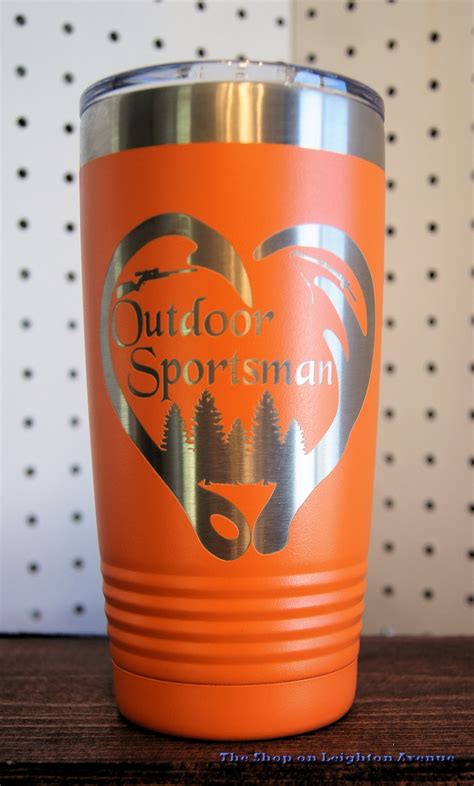 Outdoor
Sportsman
The Shop on Leighton Avenue